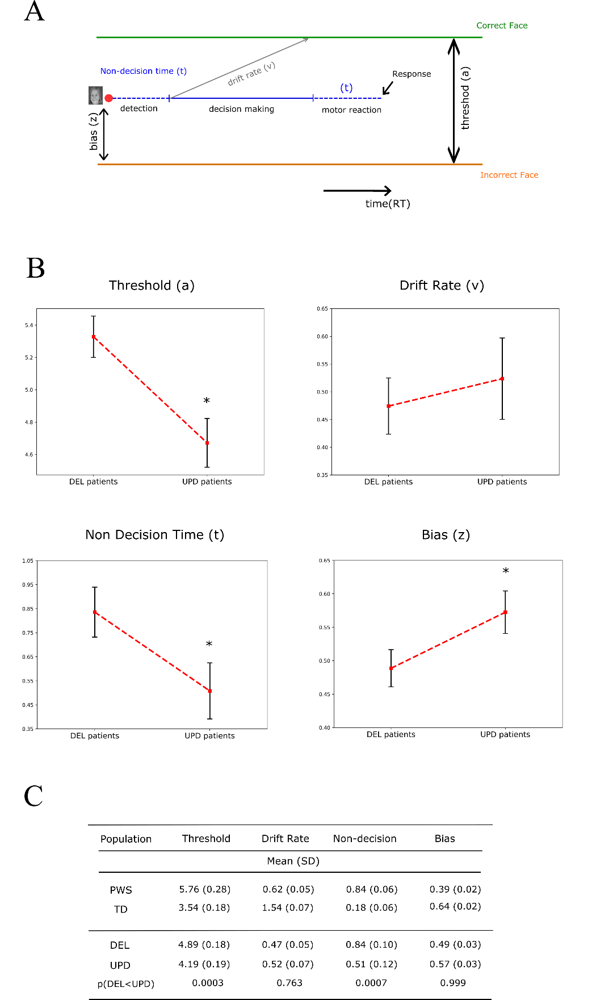 A
Correct Face
Non-decision time (t)
drift rate (v)
Response
(t)
detection
decision making
motor reaction
bias (z)
threshod (a)
Incorrect Face
time(RT)
B
Threshold (a)
5.4
5.2
5.0
4.8
4.6
*
DEL patients UPD patients
Drift Rate (v)
0.65
0.60
0.55
0.50
0.45
0.40
0.35
DEL patients UPD patients
Non Decision Time (t)
1.05
0.95
0.85
0.75
0.65
0.55
0.45
0.35
*
DEL patients UPD patients
Bias (z)
0.65
0.60
0.55
0.50
0.45
0.40
*
DEL patients UPD patients
C
Population Threshold Drift Rate Non-decision Bias
Mean (SD)
PWS 5.76 (0.28) 0.62 (0.05) 0.84 (0.06) 0.39 (0.02)
TD 3.54 (0.18) 1.54 (0.07) 0.18 (0.06) 0.64 (0.02)
DEL 4.89 (0.18) 0.47 (0.05) 0.84 (0.10) 0.49 (0.03)
UPD 4.19 (0.19) 0.52 (0.07) 0.51 (0.12) 0.57 (0.03)
p(DEL<UPD) 0.0003 0.763 0.0007 0.999